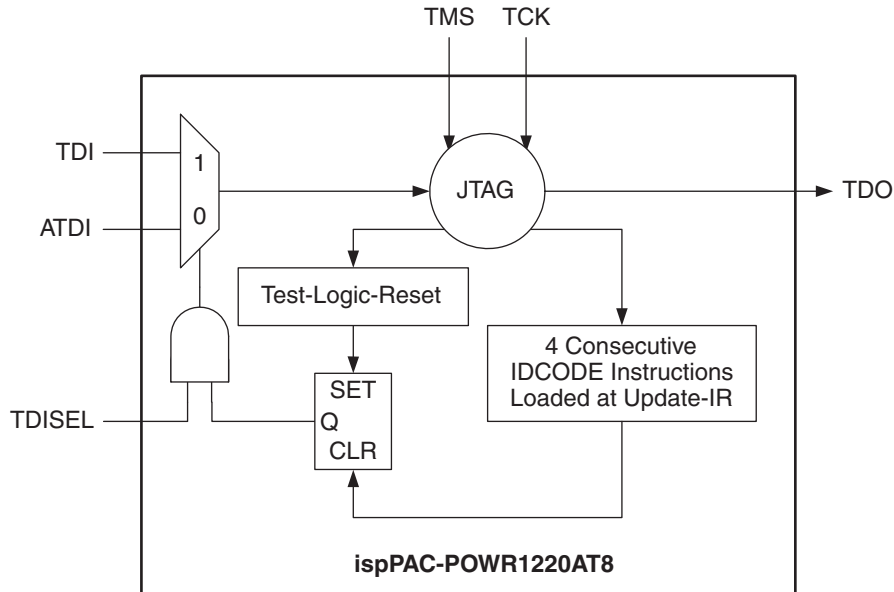 TMS
TCK
TDI
1
JTAG
TDO
ATDI
0
Test-Logic-Reset
4 Consecutive
IDCODE Instructions
Loaded at Update-IR
TDISEL
SET
Q
CLR
ispPAC-POWR1220AT8